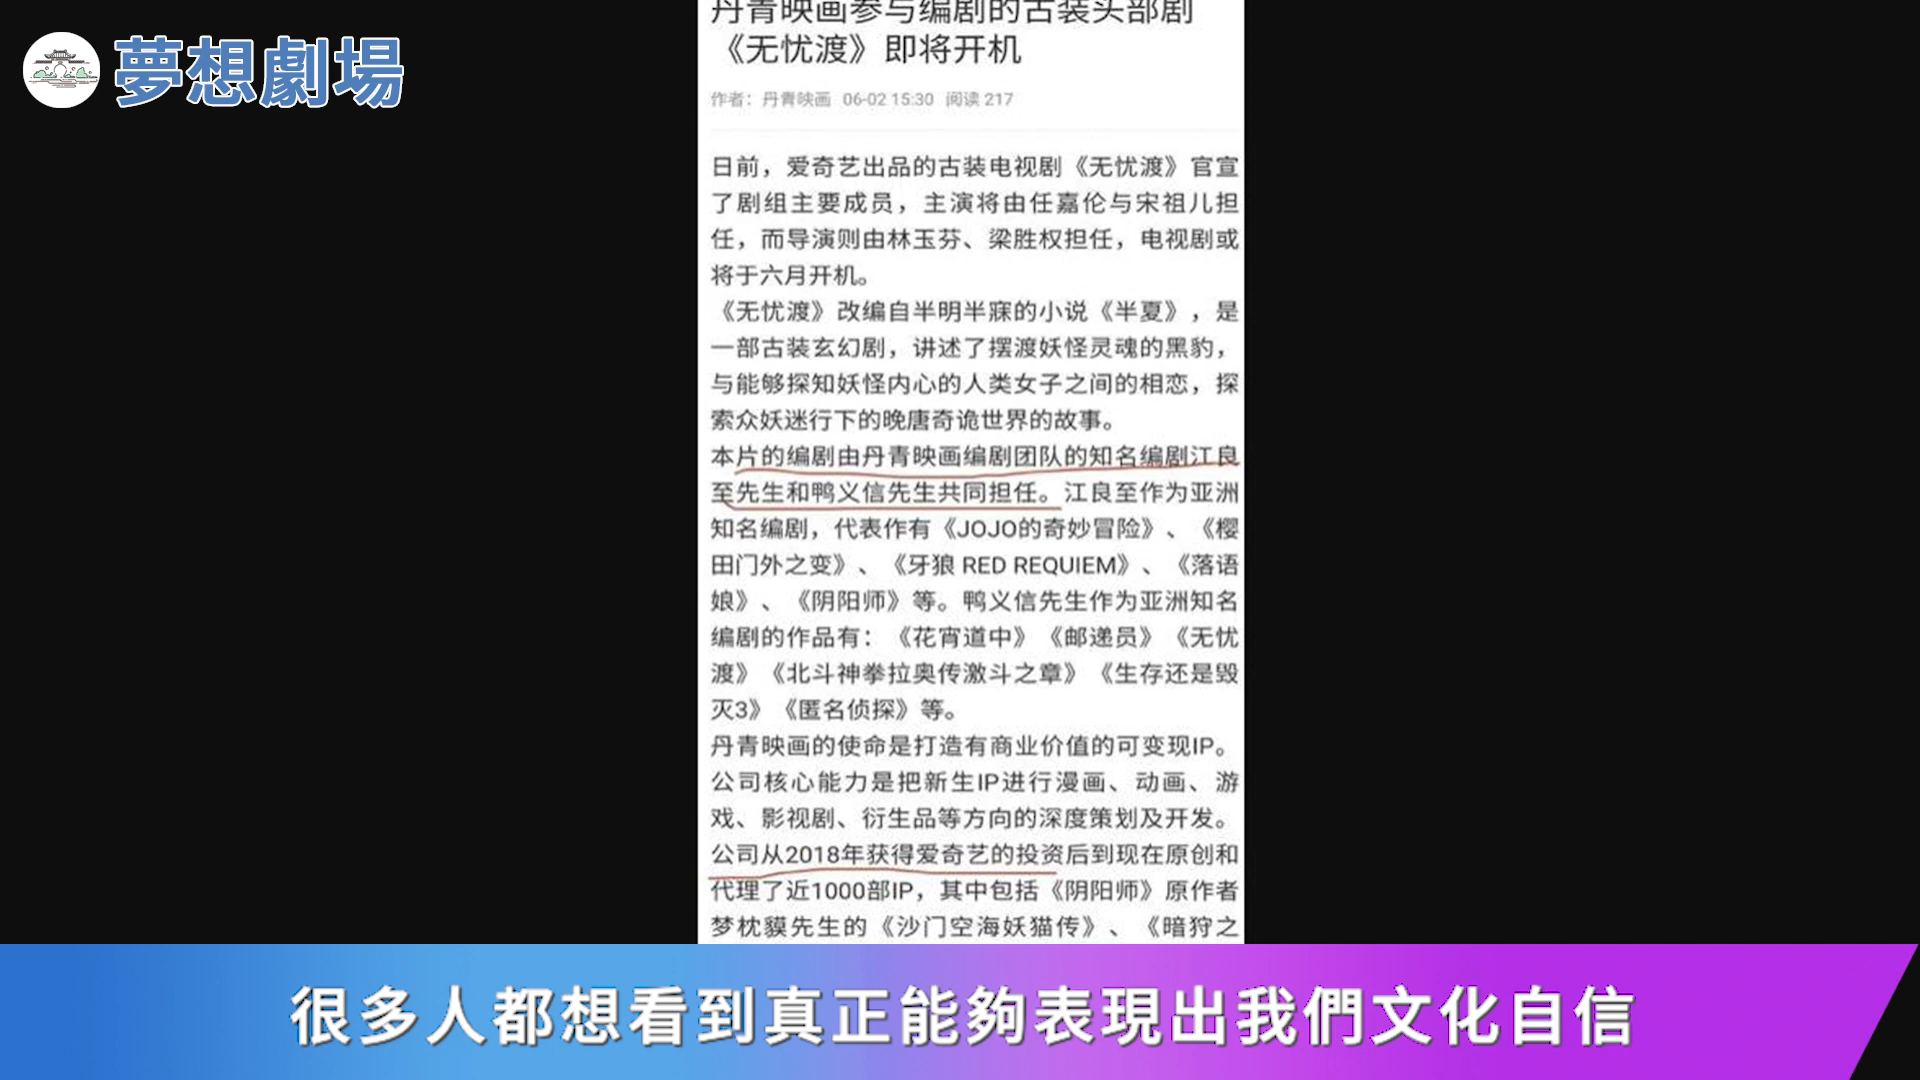 夢想劇場
丹青映画参与编剧的古装头部剧
《无忧渡》即将开机
作者：丹青映画 06-02 15:30 阅读 217
日前，爱奇艺出品的古装电视剧《无忧渡》官宣
了剧组主要成员，主演将由任嘉伦与宋祖儿担
任，而导演则由林玉芬、梁胜权担任，电视剧或
将于六月开机。
《无忧渡》改编自半明半寐的小说《半夏》，是
一部古装玄幻剧，讲述了摆渡妖怪灵魂的黑豹，
与能够探知妖怪内心的人类女子之间的相恋，探
索众妖迷行下的晚唐奇诡世界的故事。
本片的编剧由丹青映画编剧团队的知名编剧江良
至先生和鸭义信先生共同担任。江良至作为亚洲
知名编剧，代表作有《JOJO的奇妙冒险》、《樱
田门外之变》、《牙狼 RED REQUIEM》、《落语
娘》、《阴阳师》等。鸭义信先生作为亚洲知名
编剧的作品有：《花宵道中》《邮递员》《无忧
渡》《北斗神拳拉奥传激斗之章》《生存还是毁
灭3》《匿名侦探》等。
丹青映画的使命是打造有商业价值的可变现IP。
公司核心能力是把新生IP进行漫画、动画、游
戏、影视剧、衍生品等方向的深度策划及开发。
公司从2018年获得爱奇艺的投资后到现在原创和
代理了近1000部IP，其中包括《阴阳师》原作者
梦枕貘先生的《沙门空海妖猫传》、《暗狩之
很多人都想看到真正能夠表現出我們文化自信